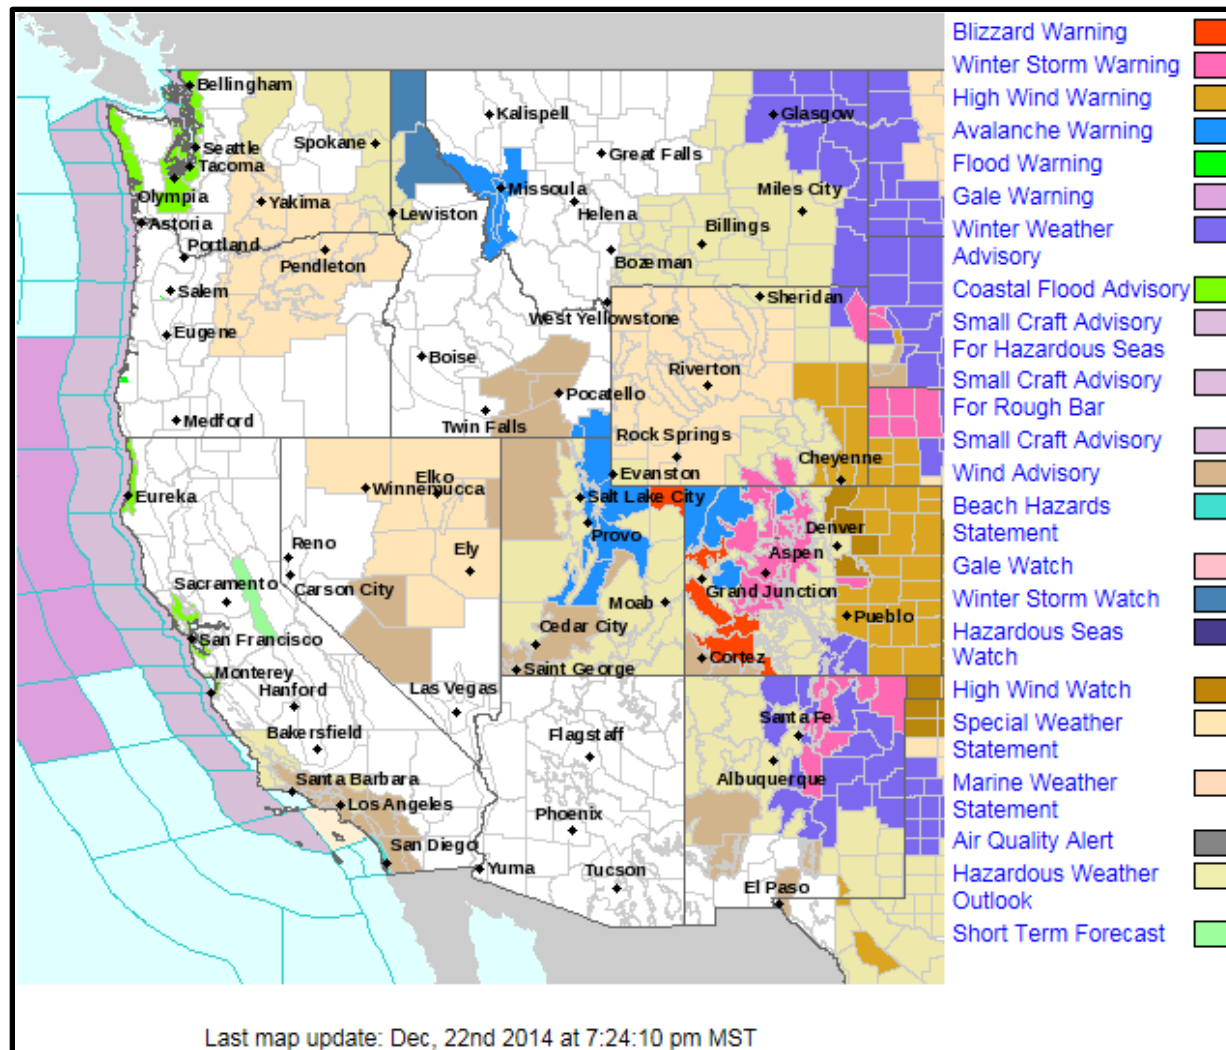 Bellingham
Seattle
Tacoma
Olympia
Astoria
Portland
Salem
Eugene
Medford
Spokane
Yakima
Pendleton
Lewiston
Kalispell
Great Falls
Missoula
Helena
Bozeman
Glasgow
Miles City
Billings
Sheridan
West Yellowstone
Boise
Pocatello
Twin Falls
Riverton
Rock Springs
Evanston
Cheyenne
Eureka
Elko
Winnemucca
Reno
Ely
Carson City
Sacramento
San Francisco
Monterey
Hanford
Bakersfield
Las Vegas
Santa Barbara
Los Angeles
San Diego
Salt Lake City
Provo
Moab
Cedar City
Saint George
Denver
Aspen
Grand Junction
Pueblo
Cortez
Flagstaff
Phoenix
Yuma
Tucson
Santa Fe
Albuquerque
El Paso
Blizzard Warning
Winter Storm Warning
High Wind Warning
Avalanche Warning
Flood Warning
Gale Warning
Winter Weather
Advisory
Coastal Flood Advisory
Small Craft Advisory
For Hazardous Seas
Small Craft Advisory
For Rough Bar
Small Craft Advisory
Wind Advisory
Beach Hazards
Statement
Gale Watch
Winter Storm Watch
Hazardous Seas
Watch
High Wind Watch
Special Weather
Statement
Marine Weather
Statement
Air Quality Alert
Hazardous Weather
Outlook
Short Term Forecast
Last map update: Dec, 22nd 2014 at 7:24:10 pm MST